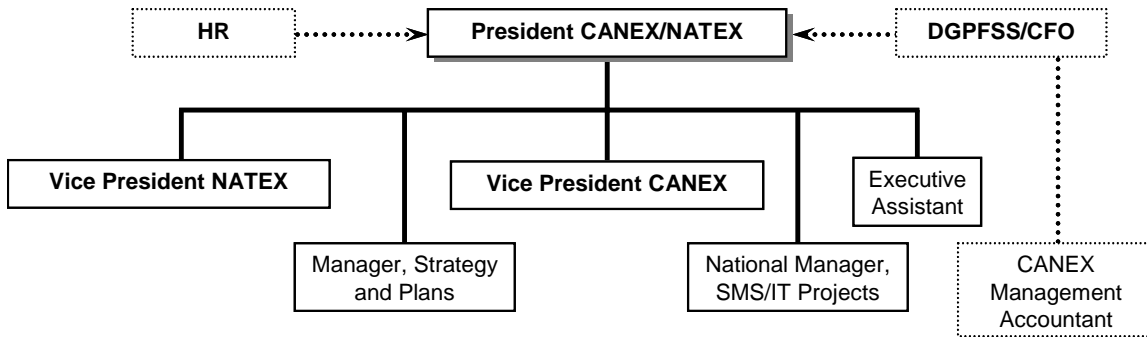 HR
President CANEX/NATEX
DGPFSS/CFO
Vice President NATEX
Vice President CANEX
Executive
Assistant
Manager, Strategy
and Plans
National Manager,
SMS/IT Projects
CANEX
Management
Accountant